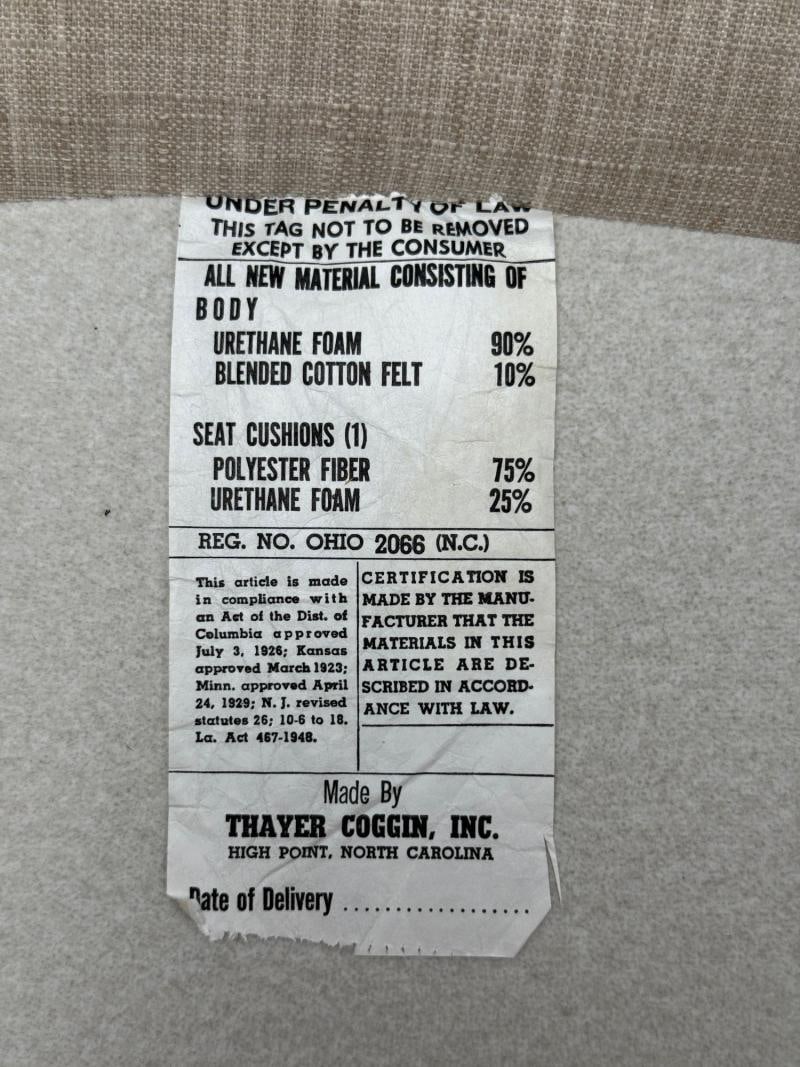 UNDER PENALTY OF LAW
THIS TAG NOT TO BE REMOVED
EXCEPT BY THE CONSUMER
ALL NEW MATERIAL CONSISTING OF
BODY
URETHANE FOAM 90%
BLENDED COTTON FELT 10%
SEAT CUSHIONS (1)
POLYESTER FIBER 75%
URETHANE FOAM 25%
REG. NO. OHIO 2066 (N.C.)
This article is made
in compliance with
an Act of the Dist. of
Columbia approved
July 3, 1926; Kansas
approved March 1923;
Minn. approved April
24, 1929; N. J. revised
statutes 26; 10-6 to 18.
La. Act 467-1948.
CERTIFICATION IS
MADE BY THE MANU-
FACTURER THAT THE
MATERIALS IN THIS
ARTICLE ARE DE-
SCRIBED IN ACCORD-
ANCE WITH LAW.
Made By
THAYER COGGIN, INC.
HIGH POINT, NORTH CAROLINA
Date of Delivery ...................